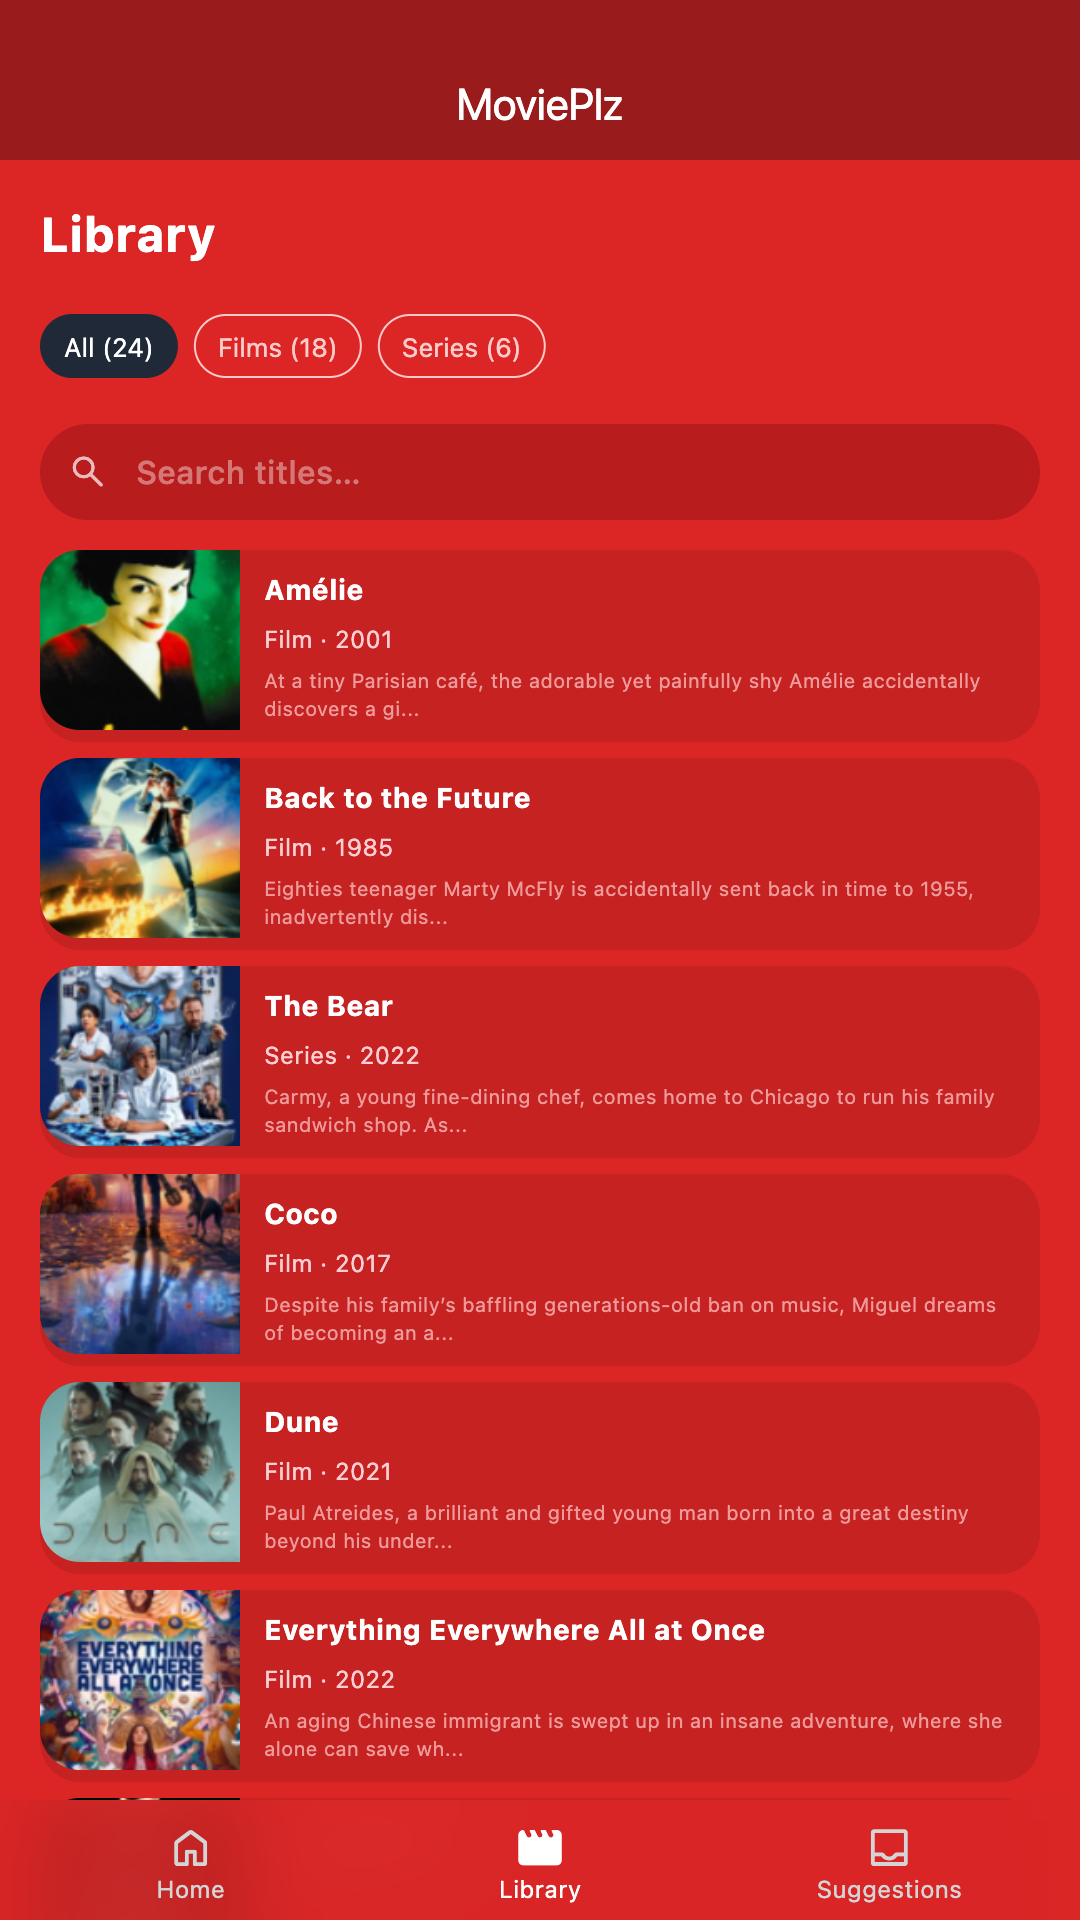 MoviePlz
Library
All (24)
Films (18)
Series (6)
Search titles...
Amélie
Film · 2001
At a tiny Parisian café, the adorable yet painfully shy Amélie accidentally
discovers a gi...
Back to the Future
Film · 1985
Eighties teenager Marty McFly is accidentally sent back in time to 1955,
inadvertently dis...
The Bear
Series · 2022
Carmy, a young fine-dining chef, comes home to Chicago to run his family
sandwich shop. As...
Coco
Film · 2017
Despite his family’s baffling generations-old ban on music, Miguel dreams
of becoming an a...
DUNE
Dune
Film · 2021
Paul Atreides, a brilliant and gifted young man born into a great destiny
beyond his under...
EVERYTHING
EVERYWHERE
ALL AT ONCE
Everything Everywhere All at Once
Film · 2022
An aging Chinese immigrant is swept up in an insane adventure, where she
alone can save wh...
Home
Library
Suggestions